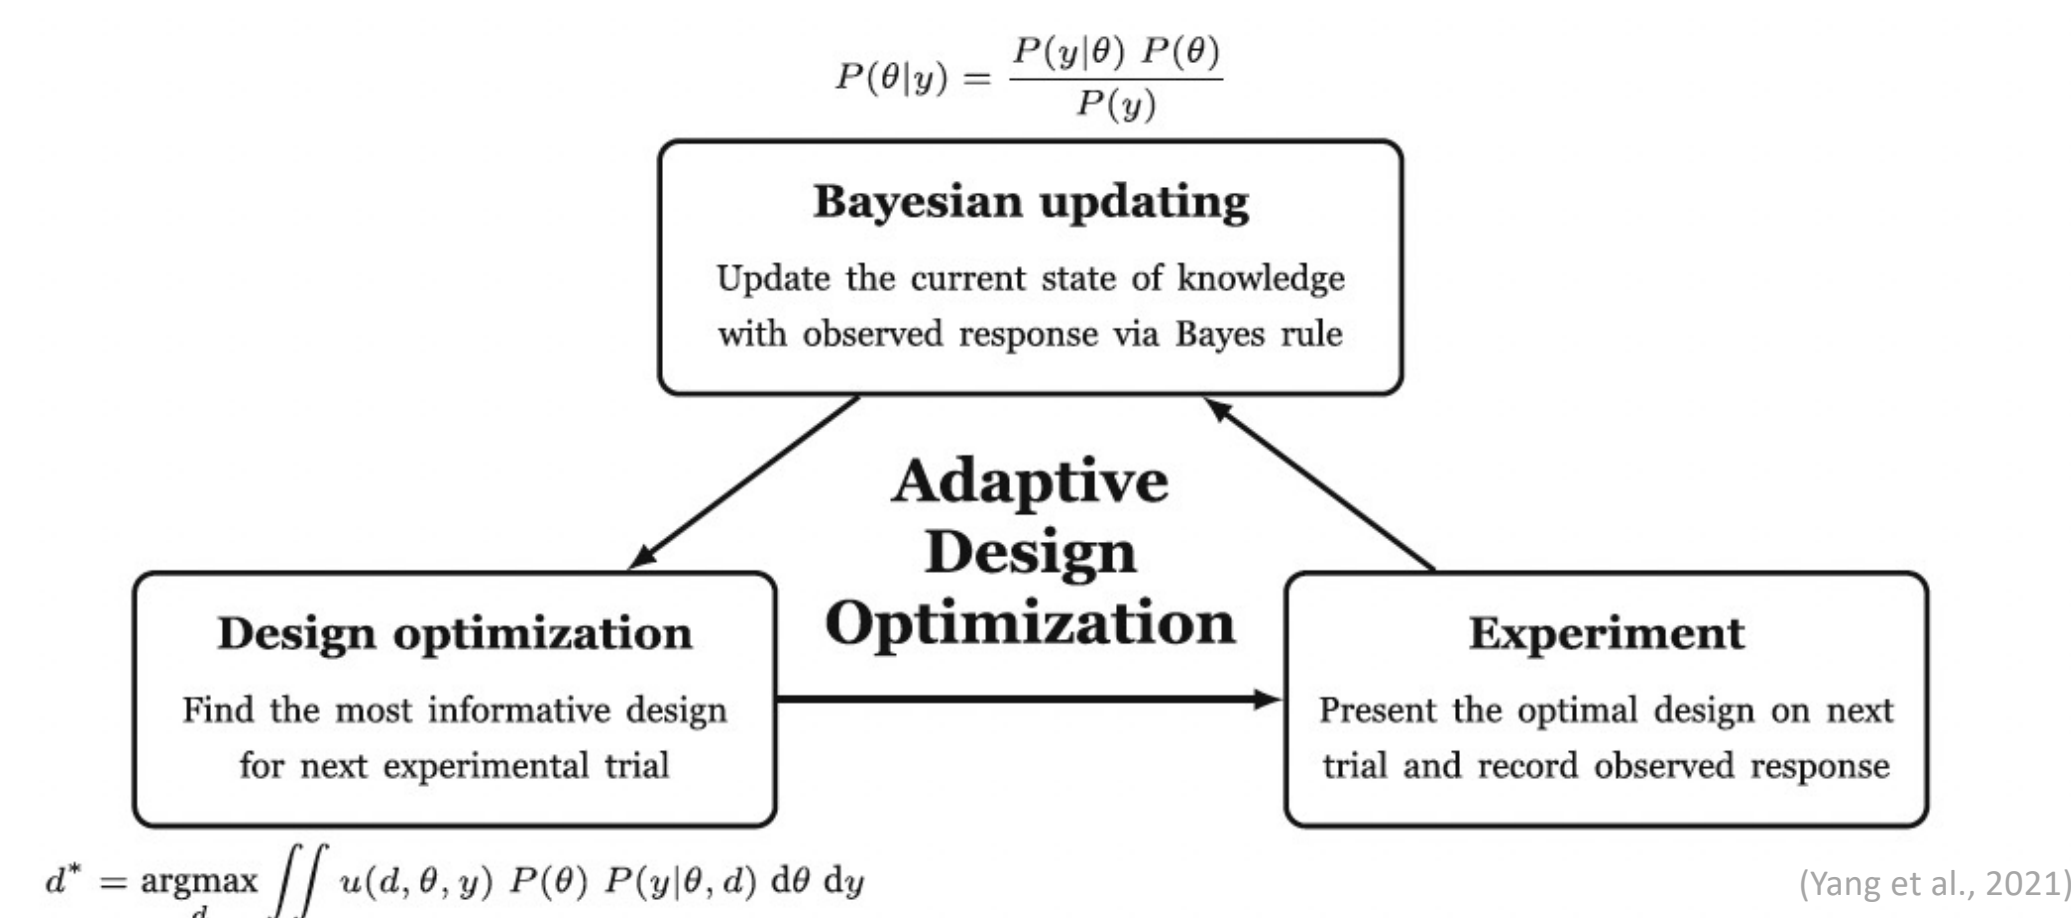 P(θ|y) = P(y|θ) P(θ) / P(y)
Bayesian updating
Update the current state of knowledge
with observed response via Bayes rule
Adaptive
Design
Optimization
Design optimization
Find the most informative design
for next experimental trial
Experiment
Present the optimal design on next
trial and record observed response
d* = argmax_d ∬ u(d, θ, y) P(θ) P(y|θ, d) dθ dy
(Yang et al., 2021)